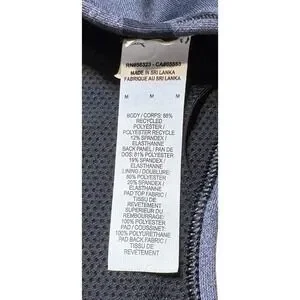 RN#56323 - CA#05553
MADE IN SRI LANKA
FABRIQUÉ AU SRI LANKA
M M M
BODY / CORPS: 88%
RECYCLED
POLYESTER /
POLYESTER RECYCLÉ
12% SPANDEX /
ÉLASTHANNE
BACK PANEL / PAN DE
DOS: 81% POLYESTER
19% SPANDEX /
ÉLASTHANNE
LINING / DOUBLURE:
80% POLYESTER
20% SPANDEX /
ÉLASTHANNE
PAD TOP FABRIC /
TISSU DE
REVÊTEMENT
SUPÉRIEUR DU
REMBOURRAGE:
100% POLYESTER
PAD / COUSSINET:
100% POLYURETHANE
PAD BACK FABRIC /
TISSU DE
REVÊTEMENT